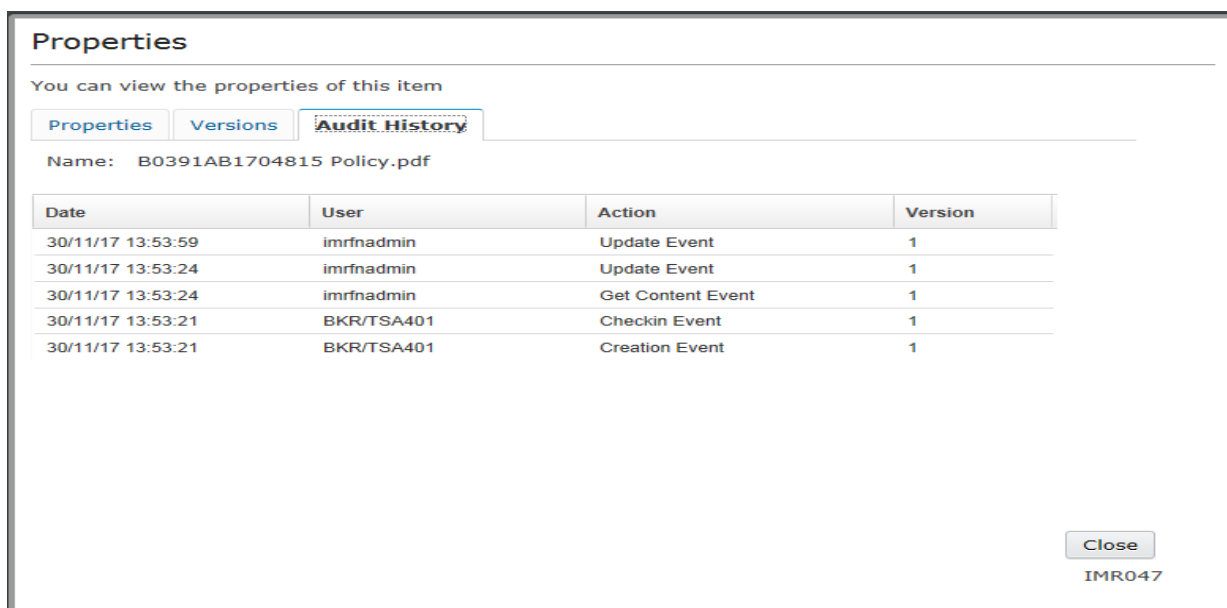 Properties
You can view the properties of this item
Properties Versions Audit History
Name: B0391AB1704815 Policy.pdf
Date User Action Version
30/11/17 13:53:59 imrfnadmin Update Event 1
30/11/17 13:53:24 imrfnadmin Update Event 1
30/11/17 13:53:24 imrfnadmin Get Content Event 1
30/11/17 13:53:21 BKR/TSA401 Checkin Event 1
30/11/17 13:53:21 BKR/TSA401 Creation Event 1
Close
IMR047